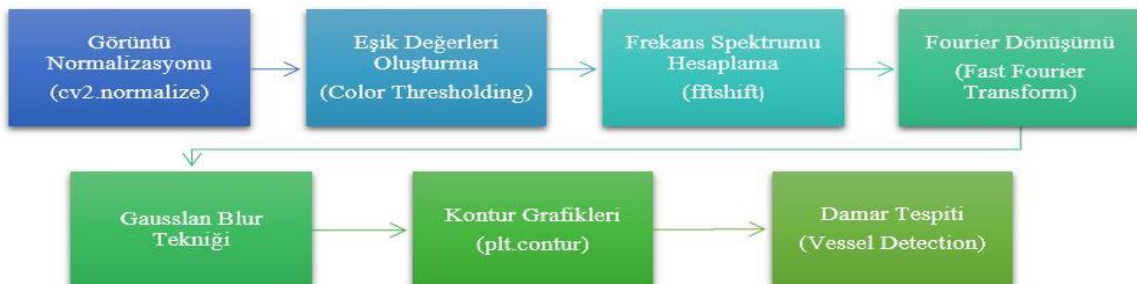 Görüntü
Normalizasyonu
(cv2.normalize)
Eşik Değerleri
Oluşturma
(Color Thresholding)
Frekans Spektrumu
Hesaplama
(fftshift)
Fourier Dönüşümü
(Fast Fourier
Transform)
Gausslan Blur
Tekniği
Kontur Grafikleri
(plt.contur)
Damar Tespiti
(Vessel Detection)